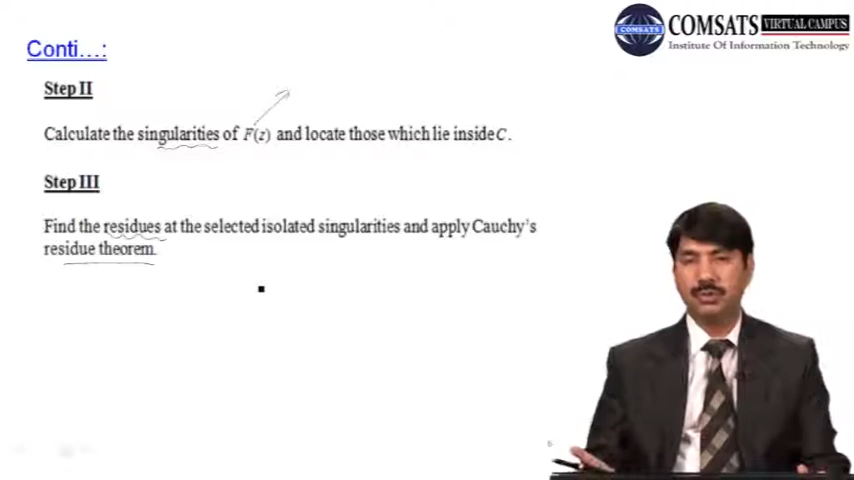 COMSATS VIRTUAL CAMPUS
COMSATS
Institute Of Information Technology
Conti…:
Step II
Calculate the singularities of F(z) and locate those which lie inside C.
Step III
Find the residues at the selected isolated singularities and apply Cauchy's
residue theorem.